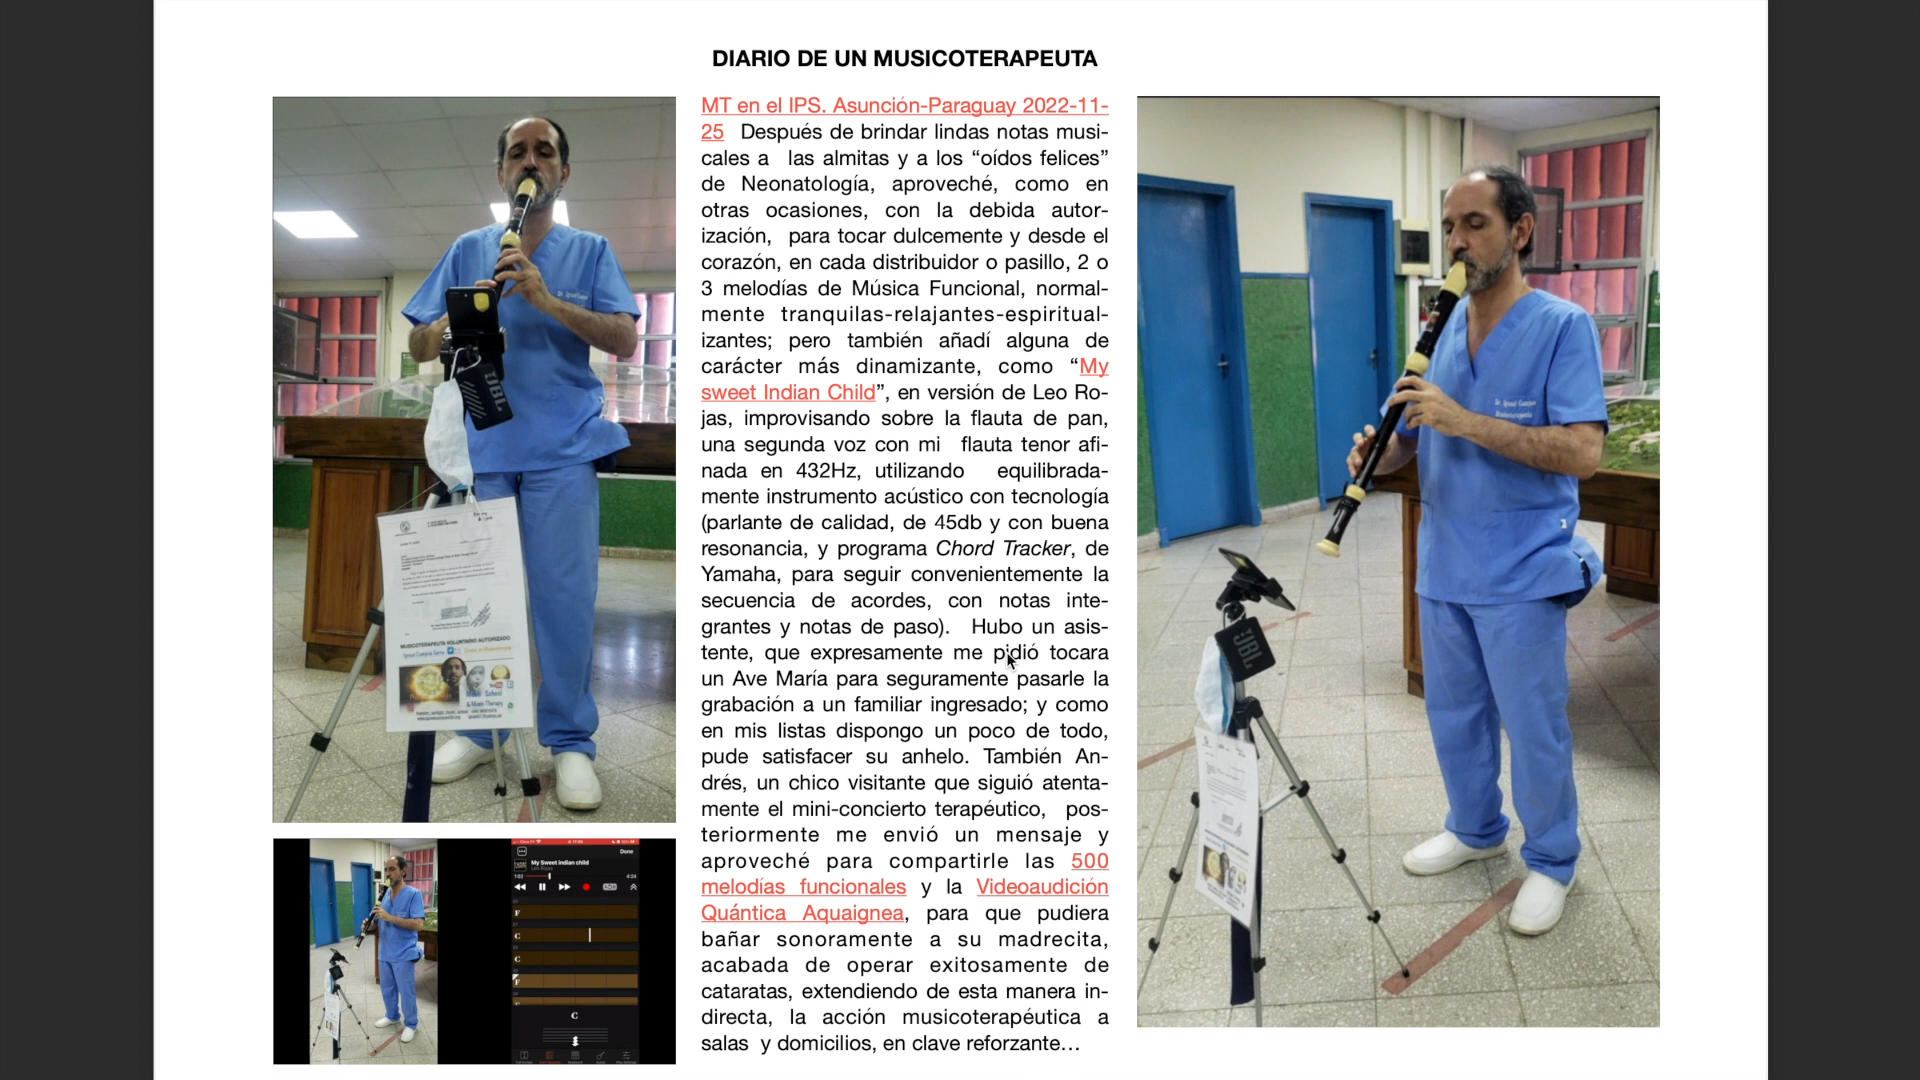 DIARIO DE UN MUSICOTERAPEUTA
MT en el IPS. Asunción-Paraguay 2022-11-
25 Después de brindar lindas notas musi-
cales a las almitas y a los “oídos felices”
de Neonatología, aproveché, como en
otras ocasiones, con la debida autor-
ización, para tocar dulcemente y desde el
corazón, en cada distribuidor o pasillo, 2 o
3 melodías de Música Funcional, normal-
mente tranquilas-relajantes-espiritual-
izantes; pero también añadí alguna de
carácter más dinamizante, como “My
sweet Indian Child”, en versión de Leo Ro-
jas, improvisando sobre la flauta de pan,
una segunda voz con mi flauta tenor afi-
nada en 432Hz, utilizando equilibrada-
mente instrumento acústico con tecnología
(parlante de calidad, de 45db y con buena
resonancia, y programa Chord Tracker, de
Yamaha, para seguir convenientemente la
secuencia de acordes, con notas inte-
grantes y notas de paso). Hubo un asis-
tente, que expresamente me pidió tocara
un Ave María para seguramente pasarle la
grabación a un familiar ingresado; y como
en mis listas dispongo un poco de todo,
pude satisfacer su anhelo. También An-
drés, un chico visitante que siguió atenta-
mente el mini-concierto terapéutico, pos-
teriormente me envió un mensaje y
aproveché para compartirle las 500
melodías funcionales y la Videoaudición
Quántica Aquaignea, para que pudiera
bañar sonoramente a su madrecita,
acabada de operar exitosamente de
cataratas, extendiendo de esta manera in-
directa, la acción musicoterapéutica a
salas y domicilios, en clave reforzante…
JBL
MUSICOTERAPEUTA VOLUNTARIO AUTORIZADO
Music School
& Music Therapy
Done
My Sweet indian child
Leo Rojas
1:03
4:24
F
C
C
F
C
JBL